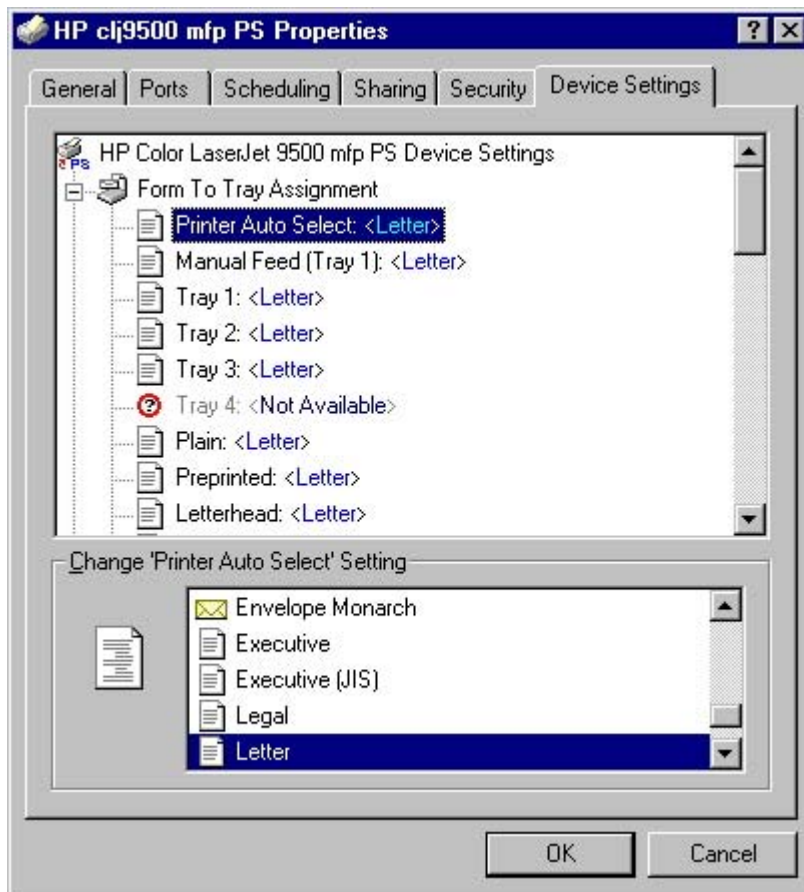 HP clj9500 mfp PS Properties
General Ports Scheduling Sharing Security Device Settings
PS HP Color LaserJet 9500 mfp PS Device Settings
Form To Tray Assignment
Printer Auto Select: <Letter>
Manual Feed (Tray 1): <Letter>
Tray 1: <Letter>
Tray 2: <Letter>
Tray 3: <Letter>
Tray 4: <Not Available>
Plain: <Letter>
Preprinted: <Letter>
Letterhead: <Letter>
Change 'Printer Auto Select' Setting
Envelope Monarch
Executive
Executive (JIS)
Legal
Letter
OK Cancel